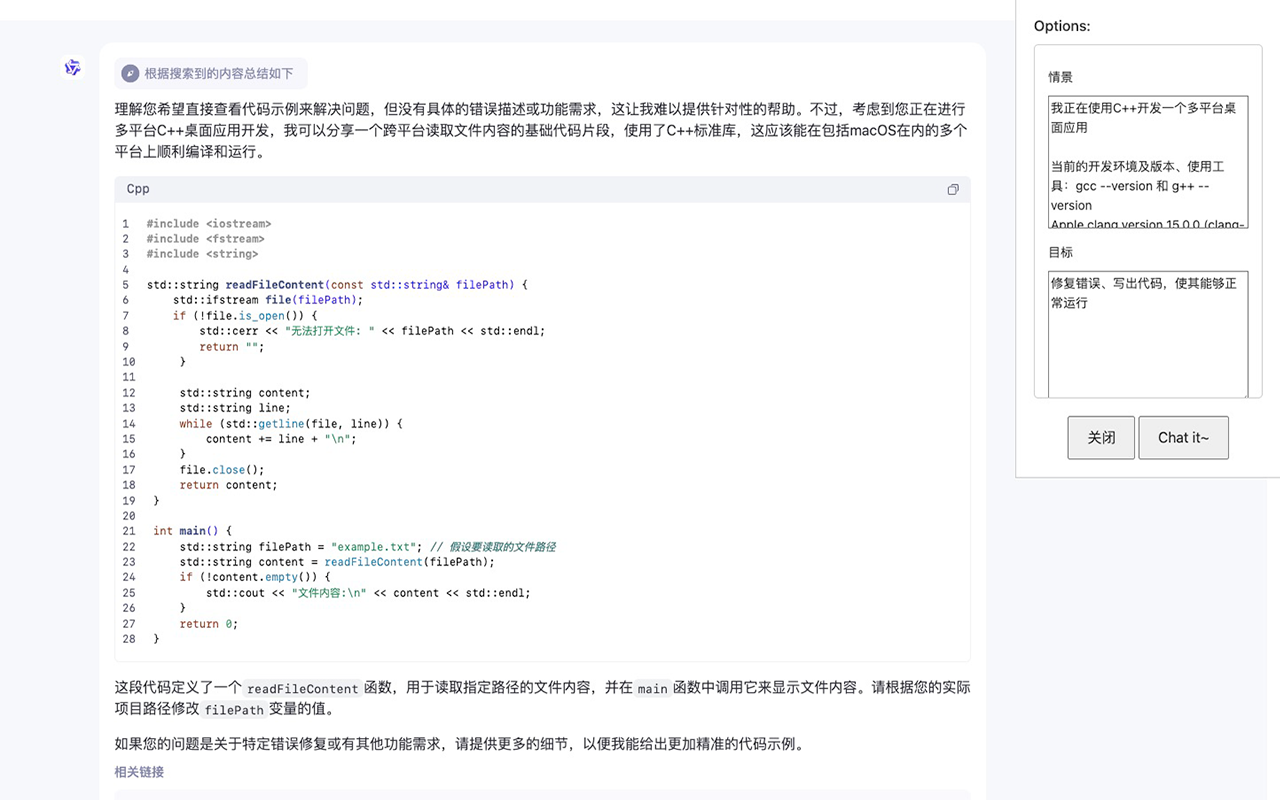 根据搜索到的内容总结如下
理解您希望直接查看代码示例来解决问题，但没有具体的错误描述或功能需求，这让我难以提供针对性的帮助。不过，考虑到您正在进行
多平台C++桌面应用开发，我可以分享一个跨平台读取文件内容的基础代码片段，使用了C++标准库，这应该能在包括macOS在内的多个
平台上顺利编译和运行。
Cpp
1 #include <iostream>
2 #include <fstream>
3 #include <string>
4
5 std::string readFileContent(const std::string& filePath) {
6     std::ifstream file(filePath);
7     if (!file.is_open()) {
8         std::cerr << "无法打开文件: " << filePath << std::endl;
9         return "";
10     }
11
12     std::string content;
13     std::string line;
14     while (std::getline(file, line)) {
15         content += line + "\n";
16     }
17     file.close();
18     return content;
19 }
20
21 int main() {
22     std::string filePath = "example.txt"; // 假设要读取的文件路径
23     std::string content = readFileContent(filePath);
24     if (!content.empty()) {
25         std::cout << "文件内容:\n" << content << std::endl;
26     }
27     return 0;
28 }
这段代码定义了一个 readFileContent 函数，用于读取指定路径的文件内容，并在 main 函数中调用它来显示文件内容。请根据您的实际
项目路径修改 filePath 变量的值。
如果您的问题是关于特定错误修复或有其他功能需求，请提供更多的细节，以便我能给出更加精准的代码示例。
相关链接
Options:
情景
我正在使用C++开发一个多平台桌
面应用
当前的开发环境及版本、使用工
具：gcc --version 和 g++ --
version
Apple clang version 15.0.0 (clang-
目标
修复错误、写出代码，使其能够正
常运行
关闭
Chat it~